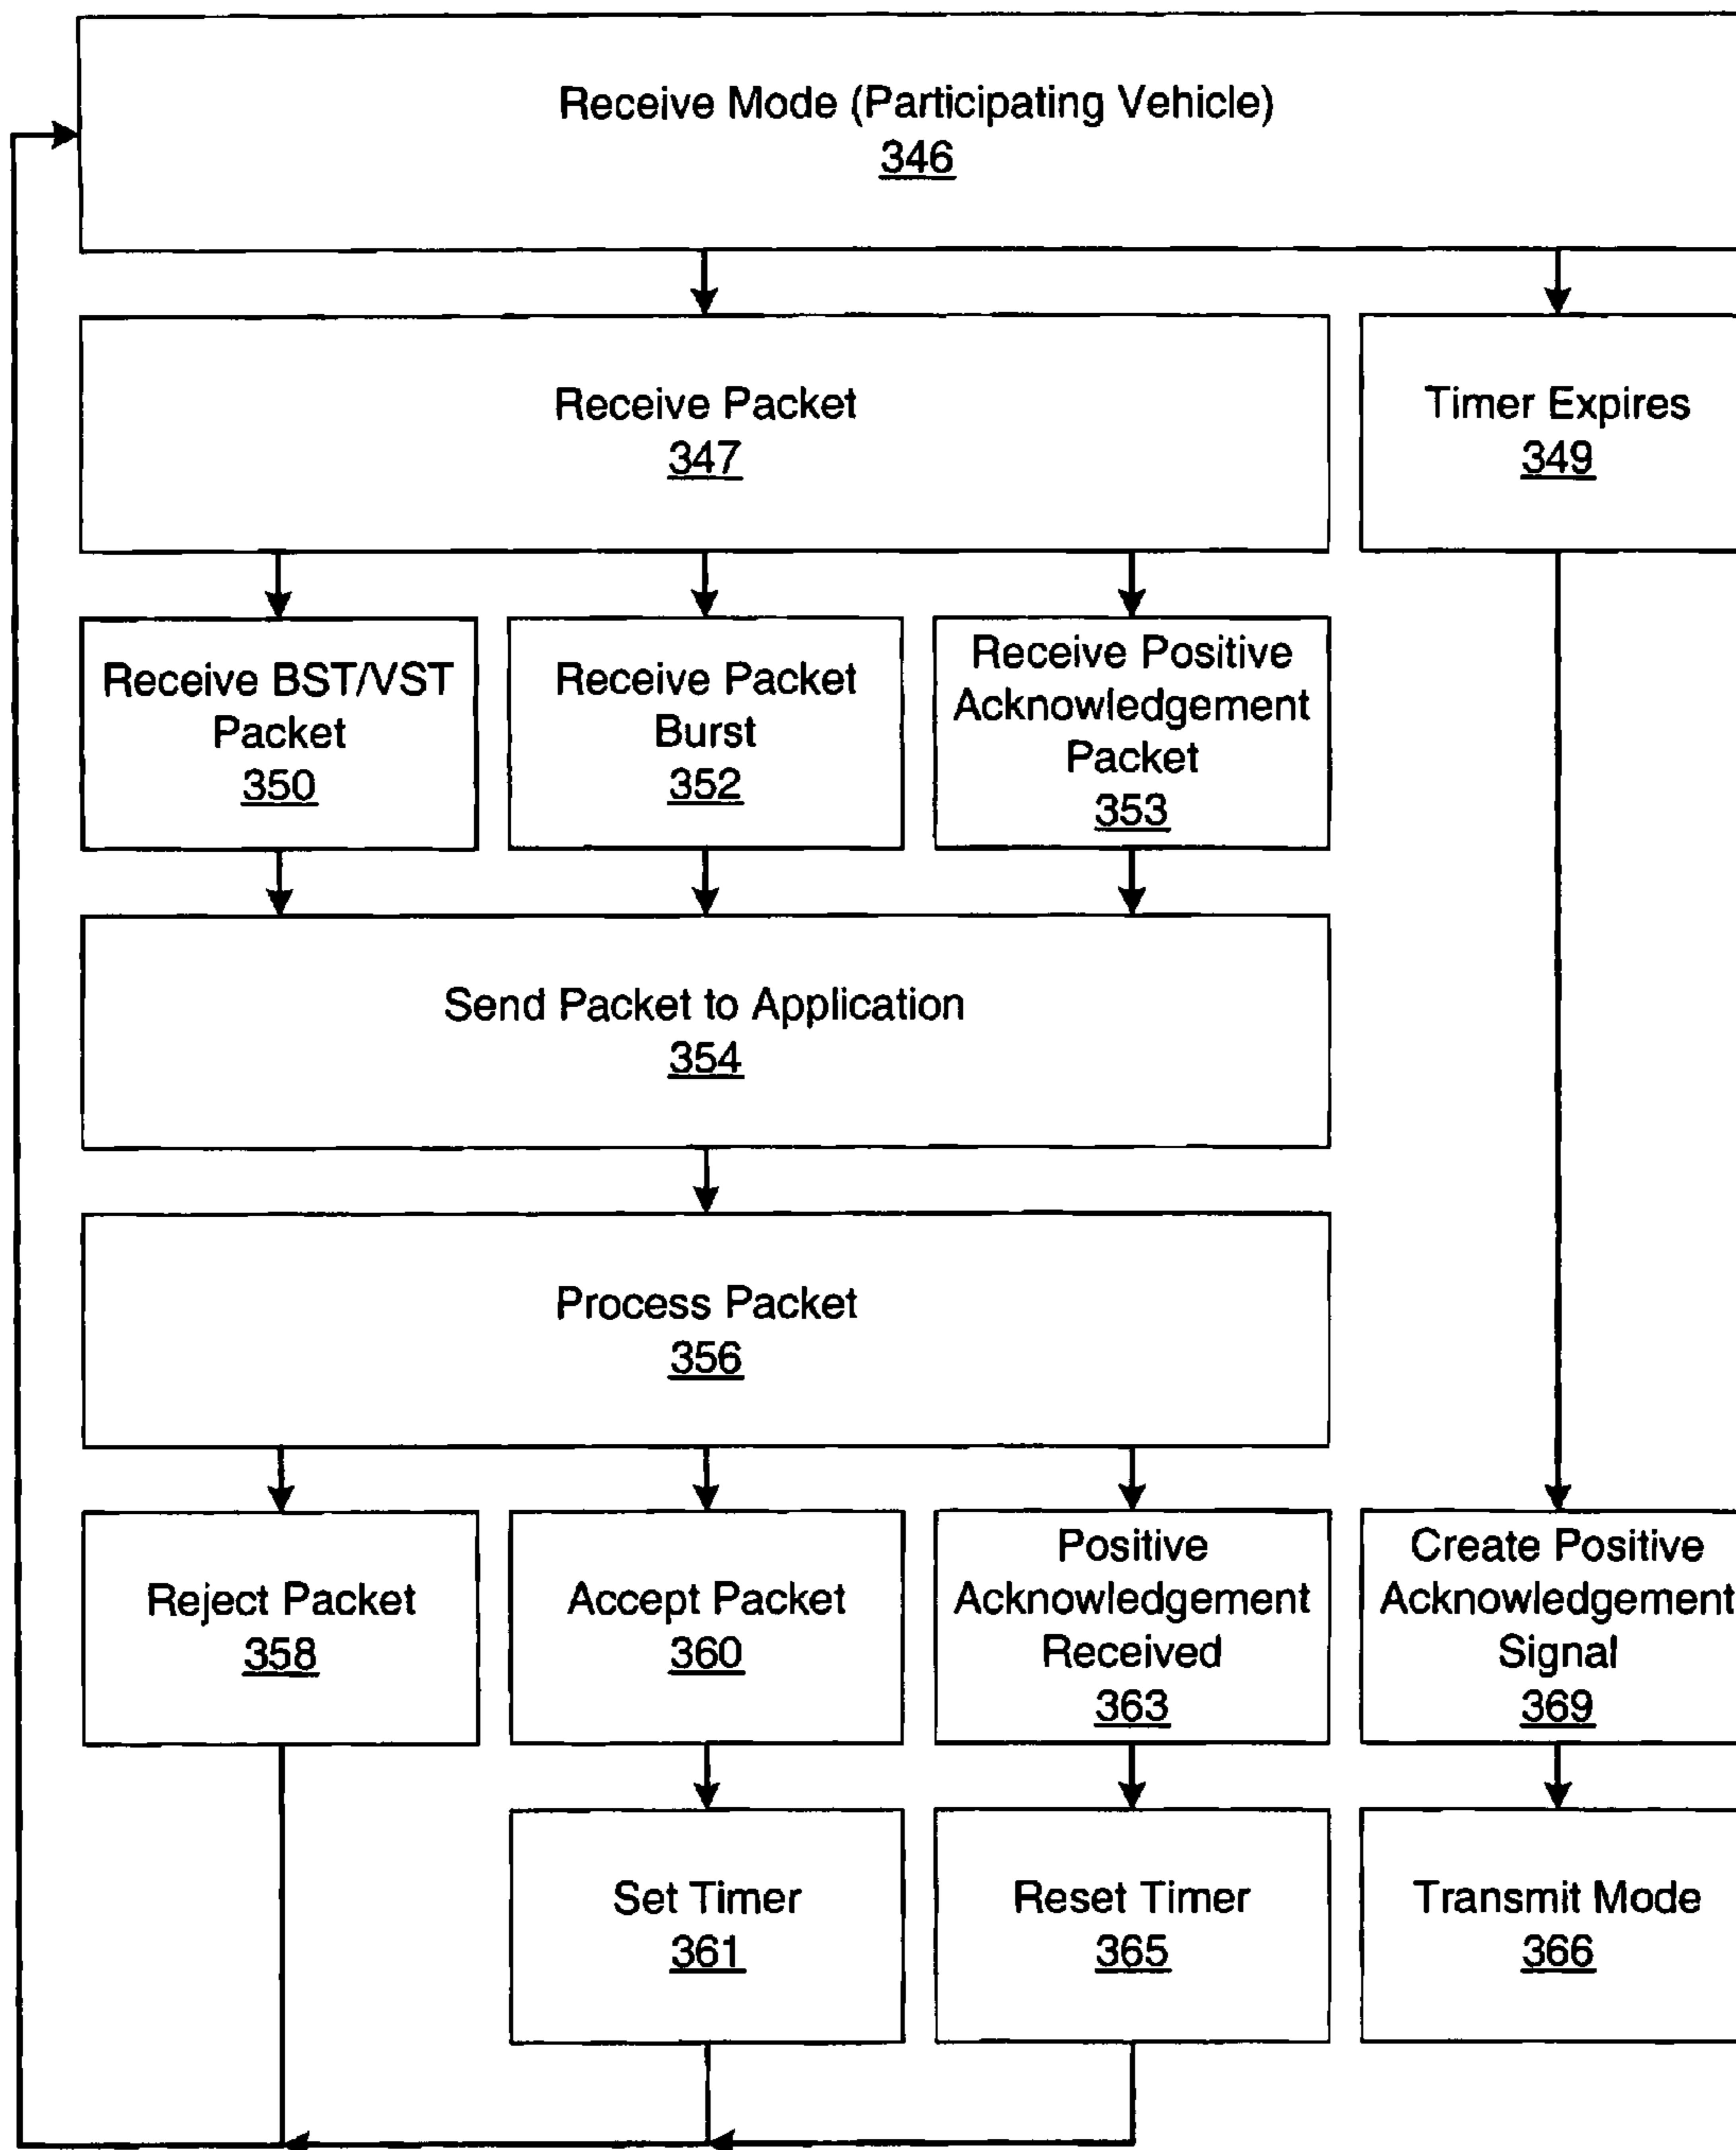 Receive Mode (Participating Vehicle)
346
Receive Packet
347
Timer Expires
349
Receive BST/VST
Packet
350
Receive Packet
Burst
352
Receive Positive
Acknowledgement
Packet
353
Send Packet to Application
354
Process Packet
356
Reject Packet
358
Accept Packet
360
Positive
Acknowledgement
Received
363
Create Positive
Acknowledgement
Signal
369
Set Timer
361
Reset Timer
365
Transmit Mode
366